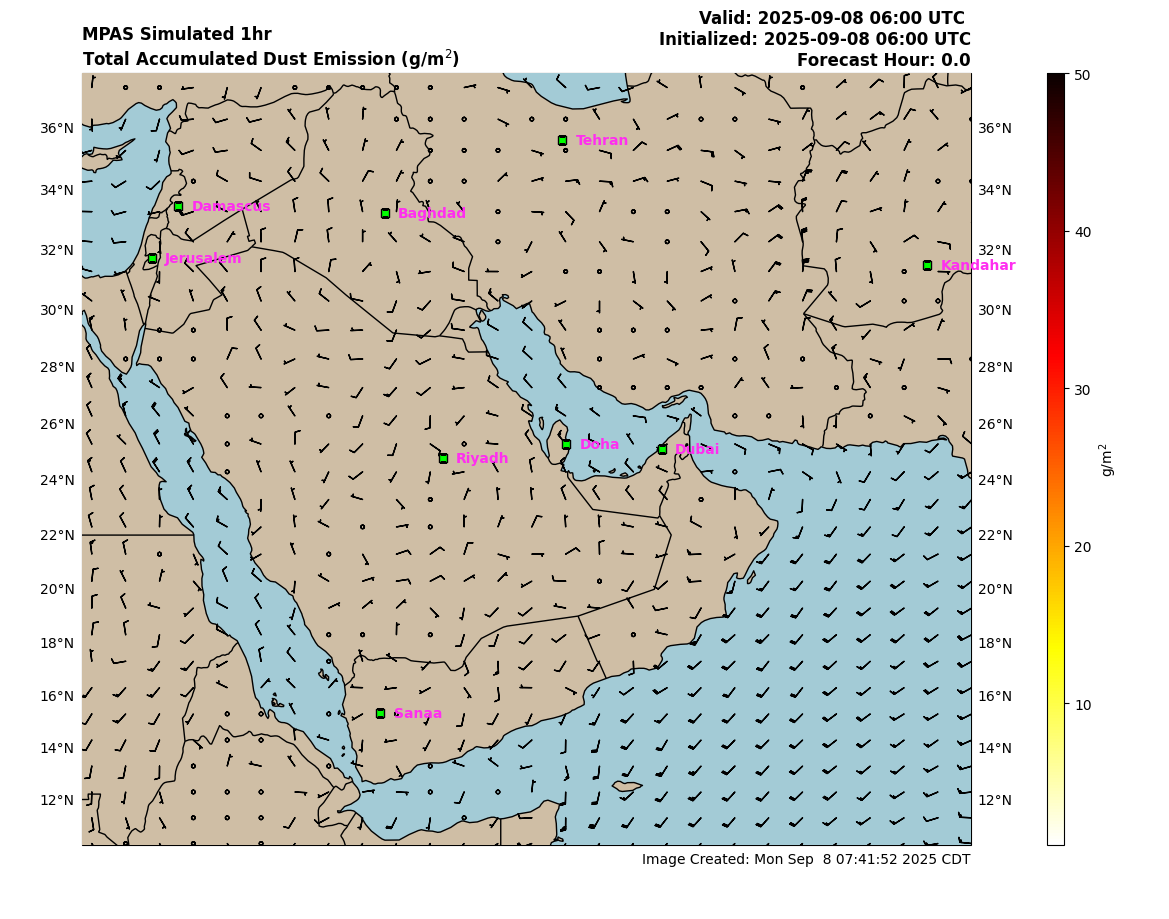 MPAS Simulated 1hr
Total Accumulated Dust Emission (g/m²)
Valid: 2025-09-08 06:00 UTC
Initialized: 2025-09-08 06:00 UTC
Forecast Hour: 0.0
36°N
34°N
32°N
30°N
28°N
26°N
24°N
22°N
20°N
18°N
16°N
14°N
12°N
Tehran
Damascus
Baghdad
Jerusalem
Kandahar
Doha
Dubai
Riyadh
Sanaa
36°N
34°N
32°N
30°N
28°N
26°N
24°N
22°N
20°N
18°N
16°N
14°N
12°N
50
40
30
20
10
g/m²
Image Created: Mon Sep  8 07:41:52 2025 CDT